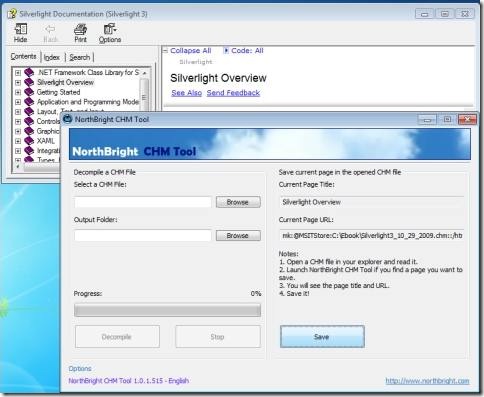 Silverlight Documentation (Silverlight 3)
Hide Back Print Options
Contents Index Search
.NET Framework Class Library for S
Silverlight Overview
Getting Started
Application and Programming Mode
Layout, Text, and Input
Controls
Graphic
XAML
Integrati
Types,
Collapse All Code: All
Silverlight
Silverlight Overview
See Also Send Feedback
NorthBright CHM Tool
NorthBright CHM Tool
Decompile a CHM File
Select a CHM File:
Browse
Output Folder:
Browse
Progress: 0%
Decompile Stop
Save current page in the opened CHM file
Current Page Title:
Silverlight Overview
Current Page URL:
mk:@MSITStore:C:\Ebook\Silverlight3_10_29_2009.chm::/htr
Notes:
1. Open a CHM file in your explorer and read it.
2. Launch NorthBright CHM Tool if you find a page you want to
save.
3. You will see the page title and URL.
4. Save it!
Save
Options
NorthBright CHM Tool 1.0.1.515 - English
http://www.northbright.com